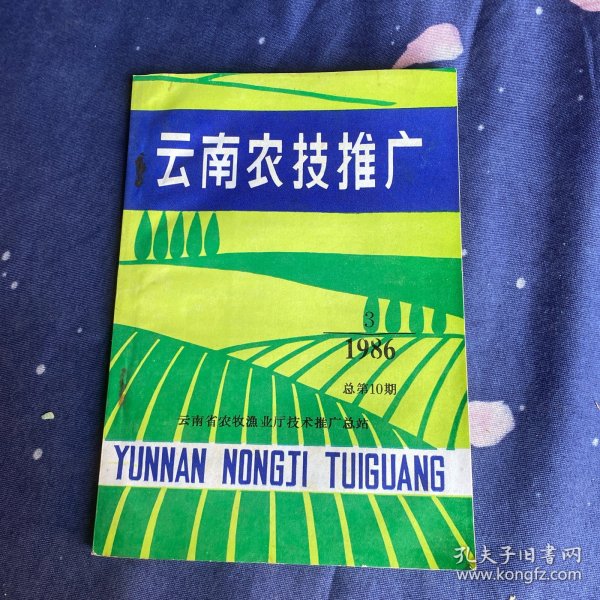 云南农技推广
3
1986
总第10期
云南省农牧渔业厅技术推广总站
YUNNAN NONGJI TUIGUANG
孔夫子旧书网
www.kongfz.com